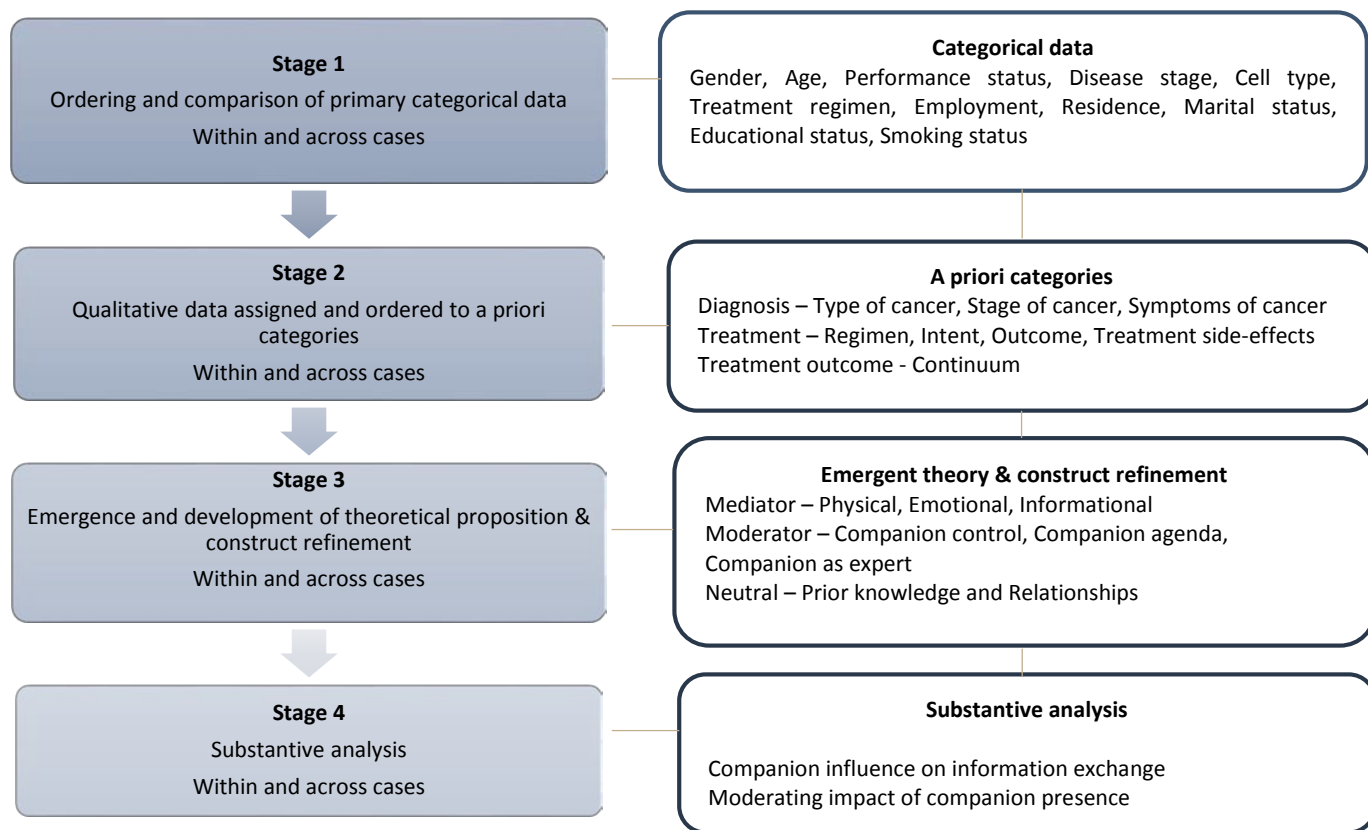 Stage 1
Ordering and comparison of primary categorical data
Within and across cases
Categorical data
Gender, Age, Performance status, Disease stage, Cell type,
Treatment regimen, Employment, Residence, Marital status,
Educational status, Smoking status
Stage 2
Qualitative data assigned and ordered to a priori
categories
Within and across cases
A priori categories
Diagnosis – Type of cancer, Stage of cancer, Symptoms of cancer
Treatment – Regimen, Intent, Outcome, Treatment side-effects
Treatment outcome - Continuum
Stage 3
Emergence and development of theoretical proposition &
construct refinement
Within and across cases
Emergent theory & construct refinement
Mediator – Physical, Emotional, Informational
Moderator – Companion control, Companion agenda,
Companion as expert
Neutral – Prior knowledge and Relationships
Stage 4
Substantive analysis
Within and across cases
Substantive analysis
Companion influence on information exchange
Moderating impact of companion presence